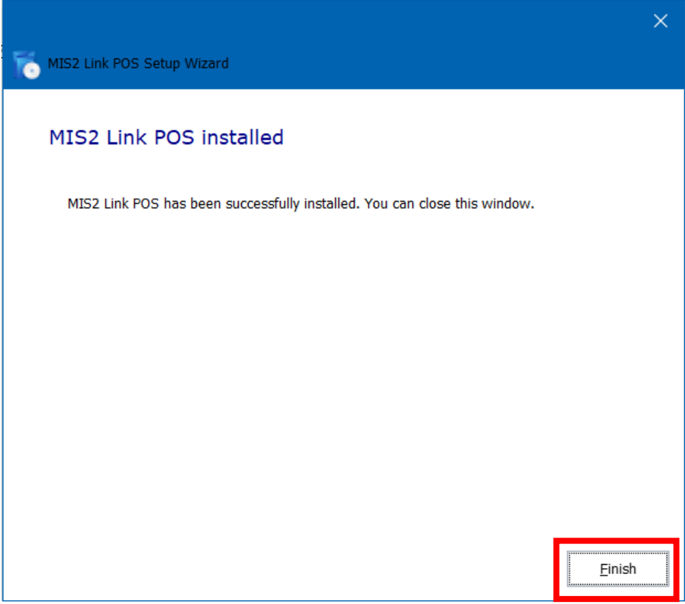 MIS2 Link POS Setup Wizard
MIS2 Link POS installed
MIS2 Link POS has been successfully installed. You can close this window.
Finish